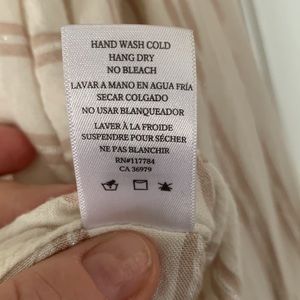 HAND WASH COLD
HANG DRY
NO BLEACH
LAVAR A MANO EN AGUA FRÍA
SECAR COLGADO
NO USAR BLANQUEADOR
LAVER À LA FROIDE
SUSPENDRE POUR SÉCHER
NE PAS BLANCHIR
RN#117784
CA 36979